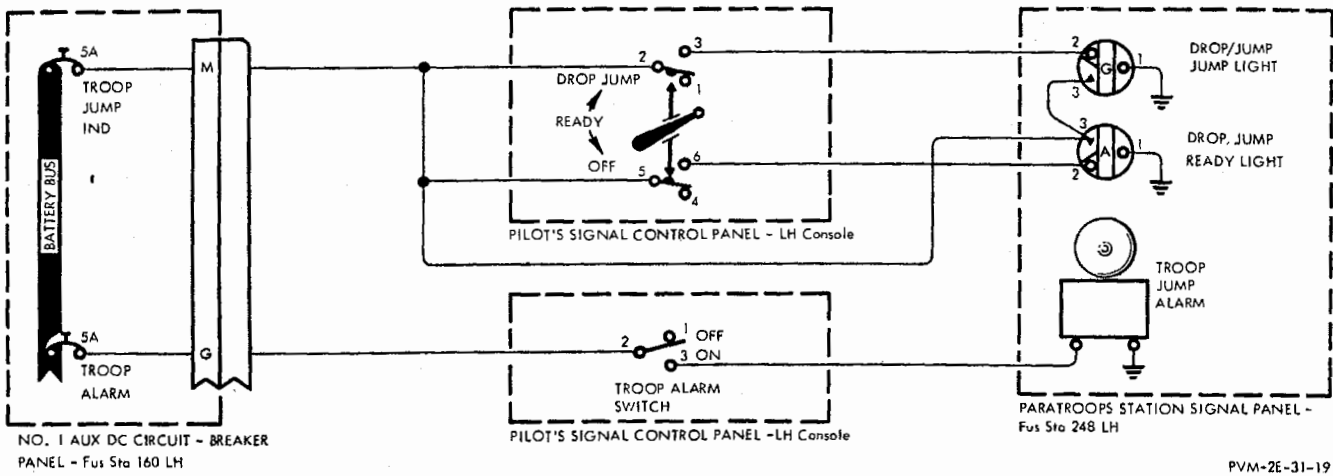 5A
TROOP
JUMP
IND
BATTERY BUS
5A
TROOP
ALARM
M
G
NO. 1 AUX DC CIRCUIT - BREAKER
PANEL - Fus Sta 160 LH
2
3
1
DROP JUMP
READY
OFF
6
5
4
PILOT'S SIGNAL CONTROL PANEL - LH Console
1 OFF
2
3 ON
TROOP ALARM
SWITCH
PILOT'S SIGNAL CONTROL PANEL -LH Console
2
G
1
3
DROP/JUMP
JUMP LIGHT
3
A
1
2
DROP, JUMP
READY LIGHT
TROOP
JUMP
ALARM
PARATROOPS STATION SIGNAL PANEL -
Fus Sta 248 LH
PVM-2E-31-19